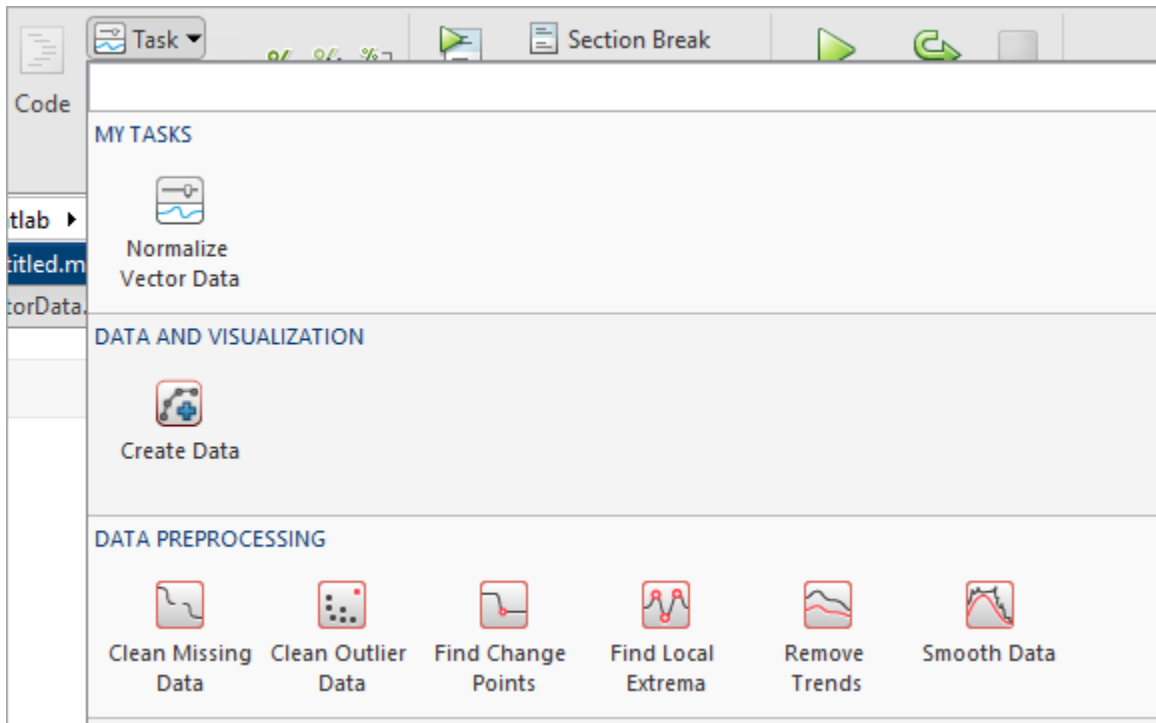 Task
Section Break
Code
MY TASKS
Normalize
Vector Data
tlab
titled.m
torData.
DATA AND VISUALIZATION
Create Data
DATA PREPROCESSING
Clean Missing
Data
Clean Outlier
Data
Find Change
Points
Find Local
Extrema
Remove
Trends
Smooth Data